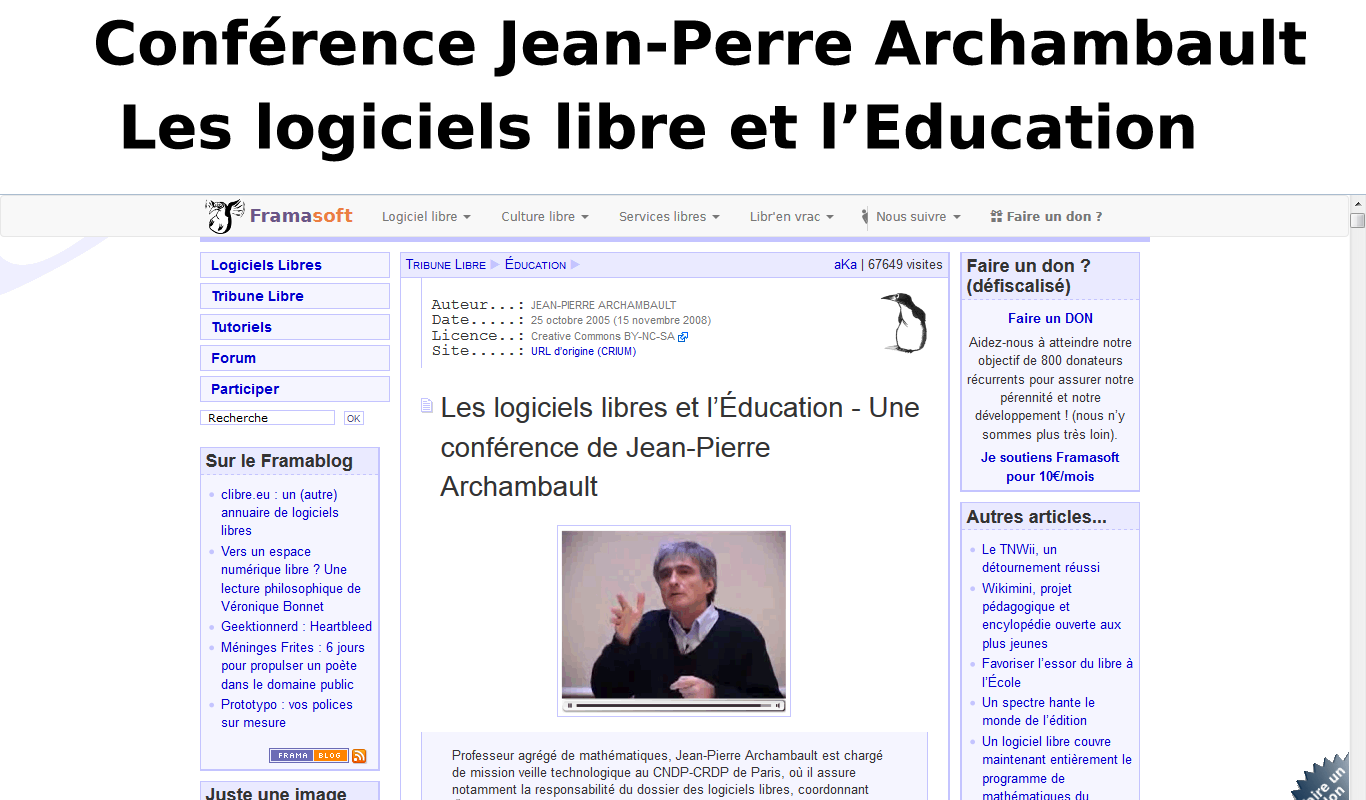 Conférence Jean-Perre Archambault
Les logiciels libre et l’Education
Framasoft
Logiciel libre
Culture libre
Services libres
Libr'en vrac
Nous suivre
Faire un don ?
Logiciels Libres
Tribune Libre
Tutoriels
Forum
Participer
Recherche OK
Sur le Framablog
clibre.eu : un (autre)
annuaire de logiciels
libres
Vers un espace
numérique libre ? Une
lecture philosophique de
Véronique Bonnet
Geektionnerd : Heartbleed
Méninges Frites : 6 jours
pour propulser un poète
dans le domaine public
Prototypo : vos polices
sur mesure
FRAMA BLOG
Juste une image
Tribune Libre Éducation aKa | 67649 visites
Auteur...: JEAN-PIERRE ARCHAMBAULT
Date.....: 25 octobre 2005 (15 novembre 2008)
Licence..: Creative Commons BY-NC-SA
Site.....: URL d'origine (CRIUM)
Les logiciels libres et l’Éducation - Une
conférence de Jean-Pierre
Archambault
Professeur agrégé de mathématiques, Jean-Pierre Archambault est chargé
de mission veille technologique au CNDP-CRDP de Paris, où il assure
notamment la responsabilité du dossier des logiciels libres, coordonnant
Faire un don ?
(défiscalisé)
Faire un DON
Aidez-nous à atteindre notre
objectif de 800 donateurs
récurrents pour assurer notre
pérennité et notre
développement ! (nous n’y
sommes plus très loin).
Je soutiens Framasoft
pour 10€/mois
Autres articles...
Le TNWii, un
détournement réussi
Wikimini, projet
pédagogique et
encylopédie ouverte aux
plus jeunes
Favoriser l’essor du libre à
l’École
Un spectre hante le
monde de l’édition
Un logiciel libre couvre
maintenant entièrement le
programme de
mathématiques du